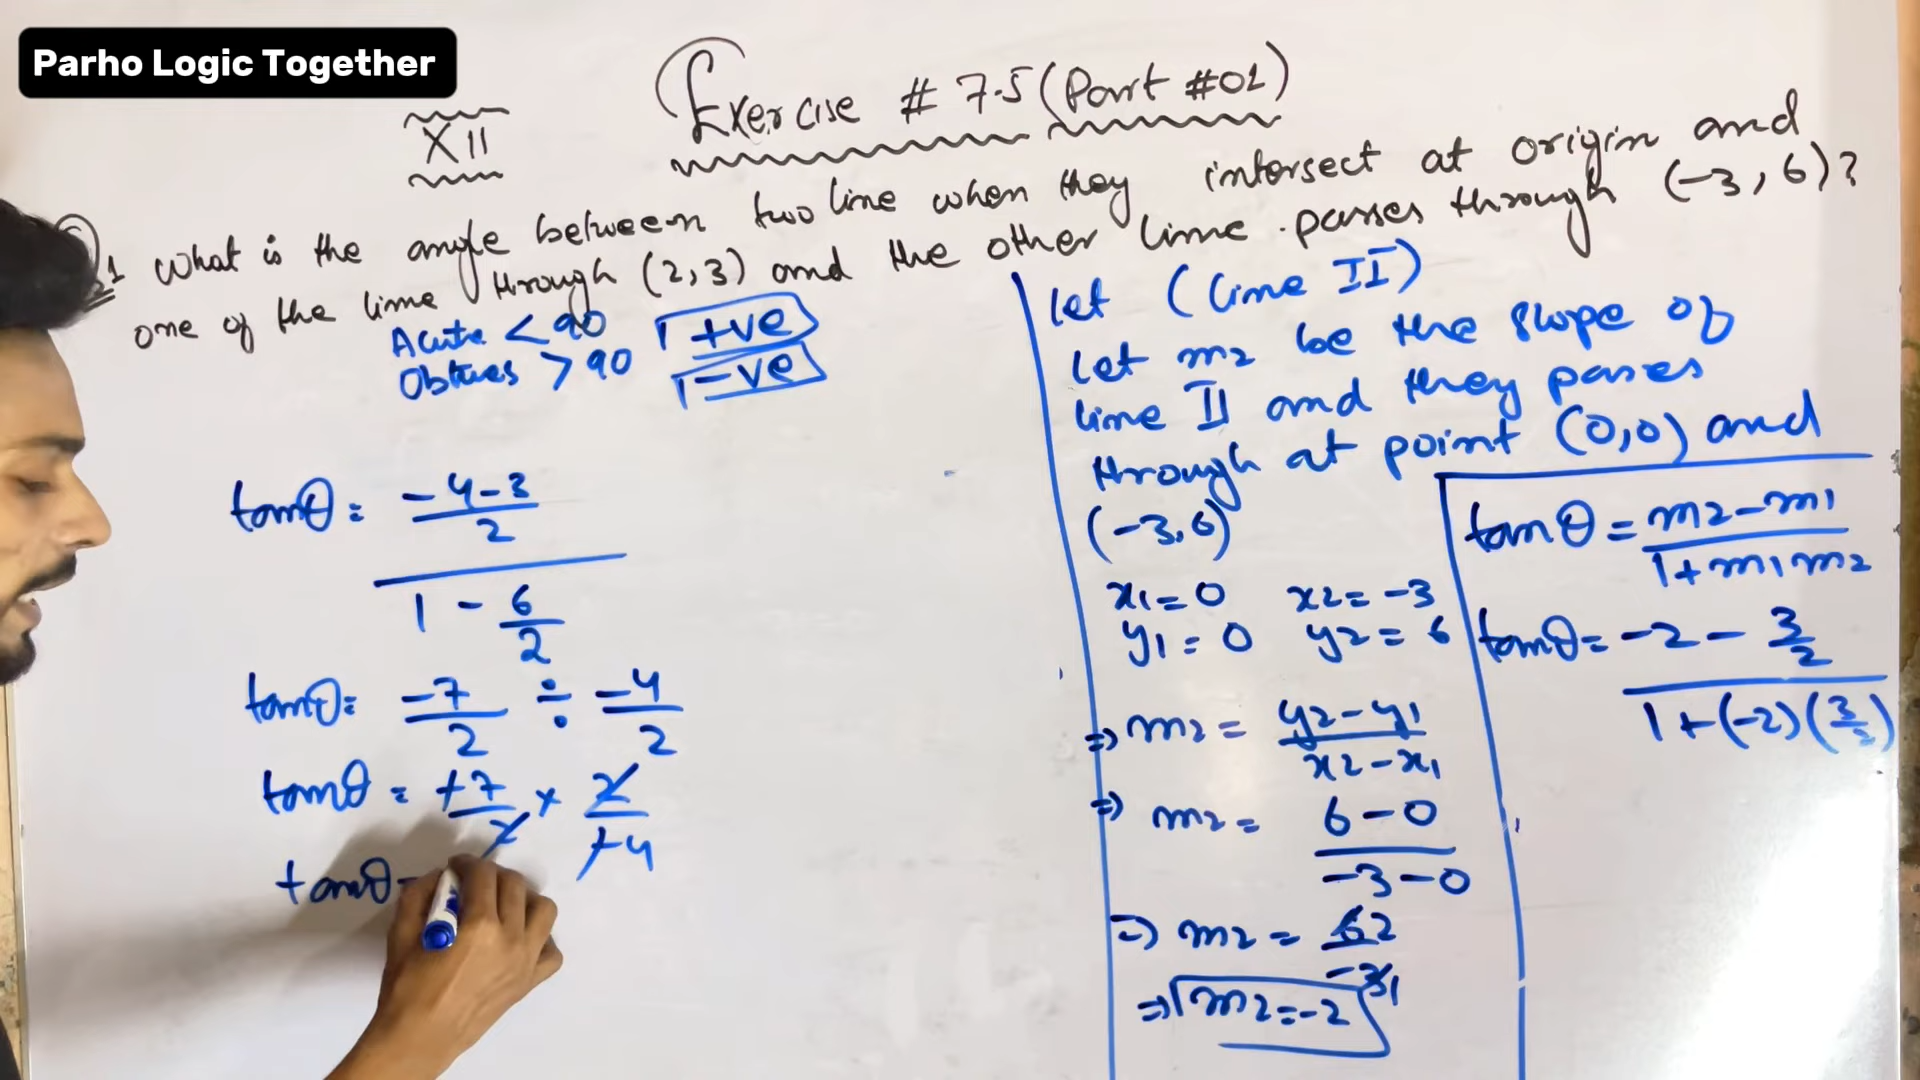 Parho Logic Together
XII
Exercise # 7.5 (Part #01)
Q1 What is the angle between two line when they intersect at origin and
one of the line through (2,3) and the other line passes through (-3,6)?
Acute < 90 +ve
Obtues > 90 -ve
tanθ = -4-3/2
1 - 6/2
tanθ = -7/2 ÷ -4/2
tanθ = +7/2 × 2/+4
tanθ =
let (line II)
let m2 be the slope of
line II and they passes
through at point (0,0) and
(-3,6)
x1=0 x2=-3
y1=0 y2=6
⇒ m2 = y2-y1/x2-x1
⇒ m2 = 6-0/-3-0
⇒ m2 = 62/-31
⇒ m2=-2
tanθ = m2-m1/1+m1m2
tanθ = -2 - 3/2
1+(-2)(3/2)